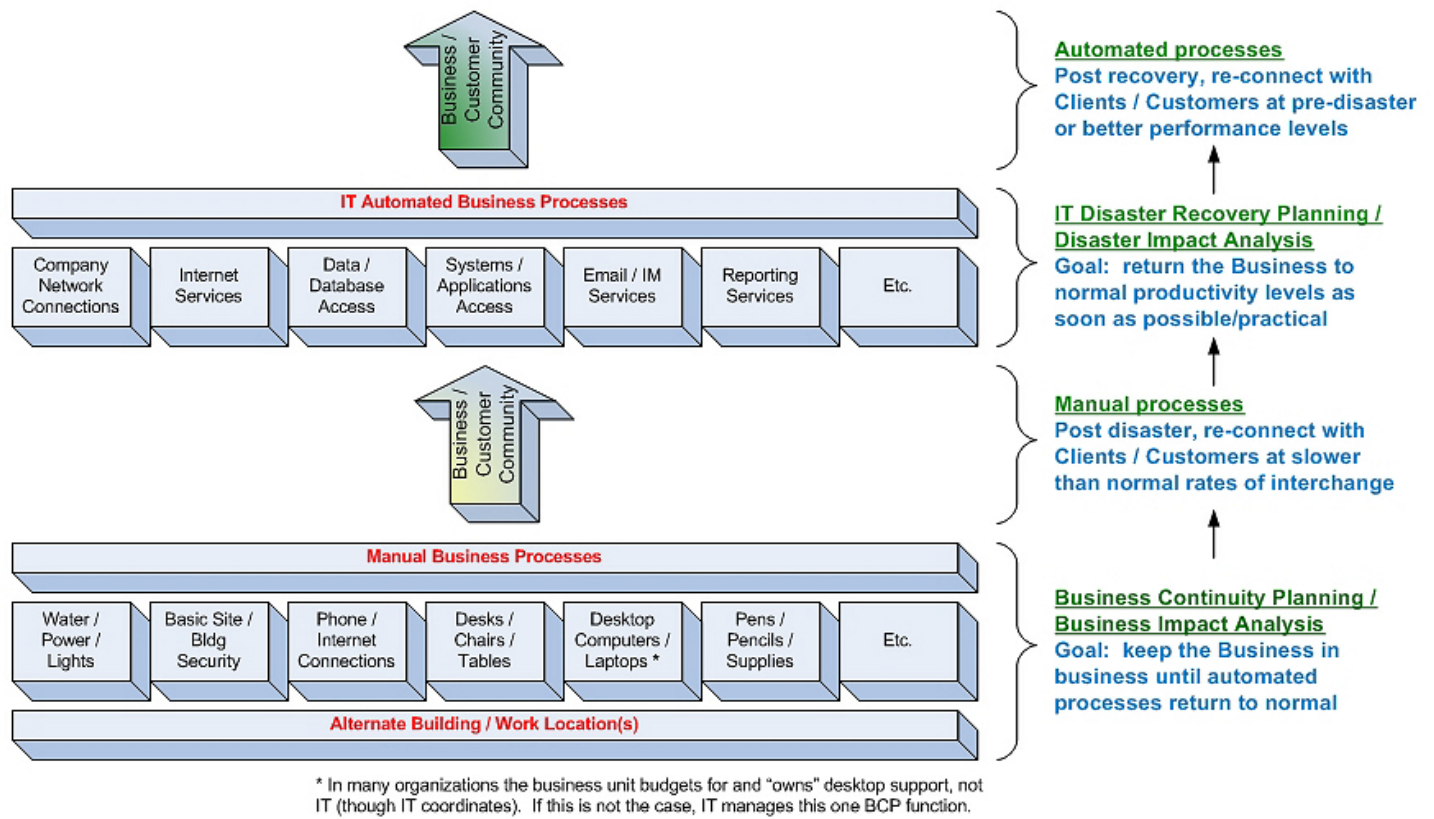 Business /
Customer
Community
Automated processes
Post recovery, re-connect with
Clients / Customers at pre-disaster
or better performance levels
IT Automated Business Processes
Company
Network
Connections
Internet
Services
Data /
Database
Access
Systems /
Applications
Access
Email / IM
Services
Reporting
Services
Etc.
IT Disaster Recovery Planning /
Disaster Impact Analysis
Goal:  return the Business to
normal productivity levels as
soon as possible/practical
Business /
Customer
Community
Manual processes
Post disaster, re-connect with
Clients / Customers at slower
than normal rates of interchange
Manual Business Processes
Water /
Power /
Lights
Basic Site /
Bldg
Security
Phone /
Internet
Connections
Desks /
Chairs /
Tables
Desktop
Computers /
Laptops *
Pens /
Pencils /
Supplies
Etc.
Alternate Building / Work Location(s)
Business Continuity Planning /
Business Impact Analysis
Goal:  keep the Business in
business until automated
processes return to normal
* In many organizations the business unit budgets for and “owns” desktop support, not
IT (though IT coordinates).  If this is not the case, IT manages this one BCP function.